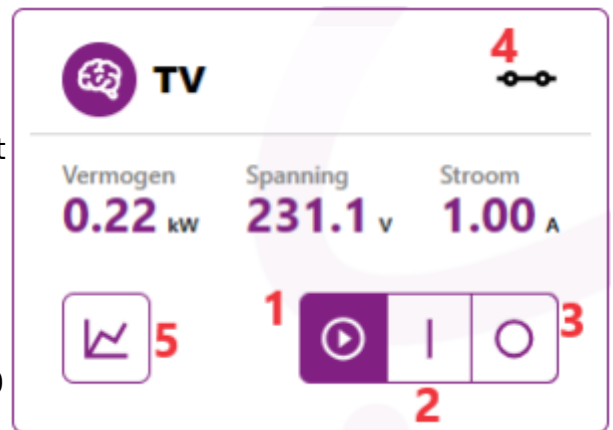 4
TV
t
Vermogen Spanning Stroom
0.22 kW 231.1 V 1.00 A
1 3
5
)
2